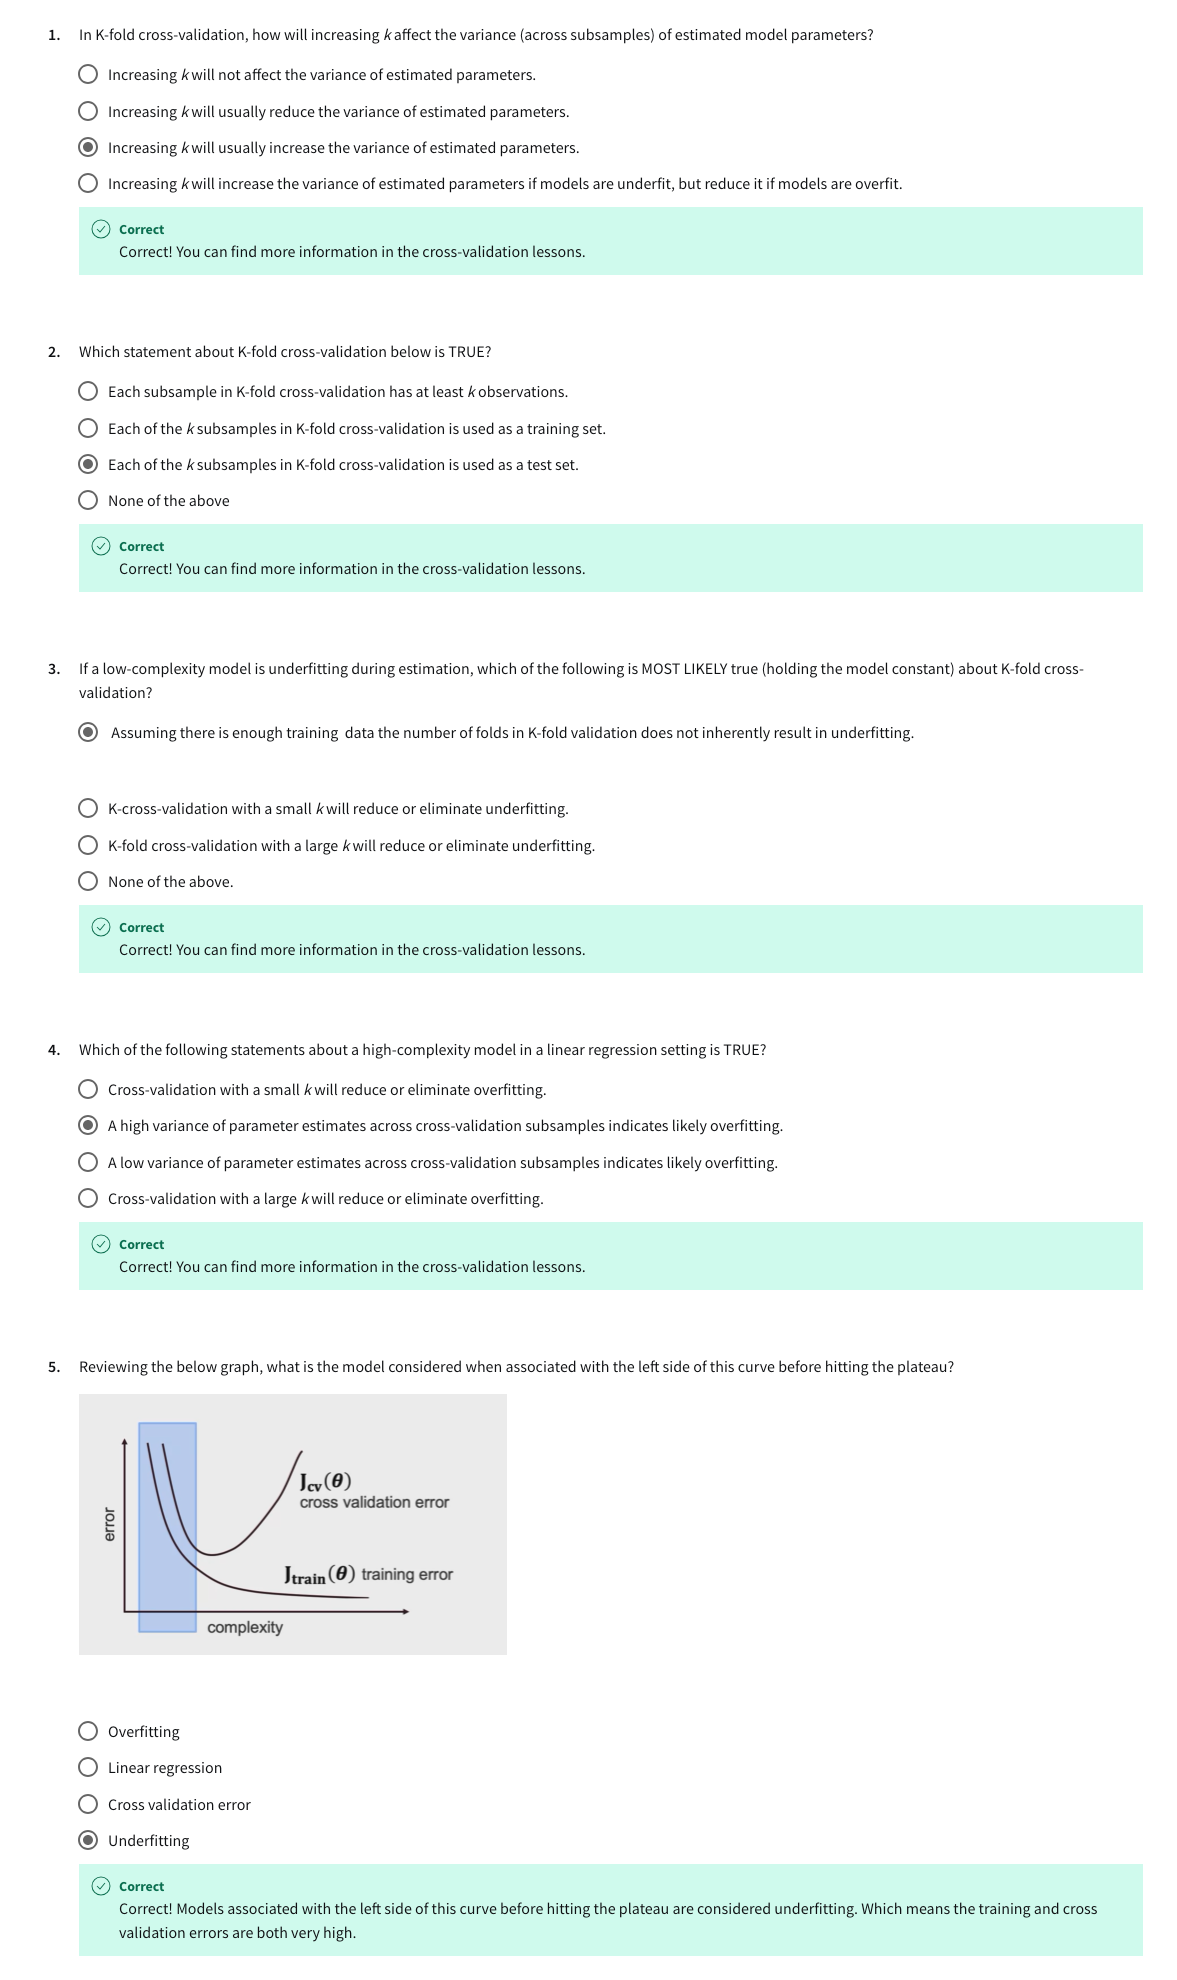 1. In K-fold cross-validation, how will increasing k affect the variance (across subsamples) of estimated model parameters?
Increasing k will not affect the variance of estimated parameters.
Increasing k will usually reduce the variance of estimated parameters.
Increasing k will usually increase the variance of estimated parameters.
Increasing k will increase the variance of estimated parameters if models are underfit, but reduce it if models are overfit.
Correct
Correct! You can find more information in the cross-validation lessons.
2. Which statement about K-fold cross-validation below is TRUE?
Each subsample in K-fold cross-validation has at least k observations.
Each of the k subsamples in K-fold cross-validation is used as a training set.
Each of the k subsamples in K-fold cross-validation is used as a test set.
None of the above
Correct
Correct! You can find more information in the cross-validation lessons.
3. If a low-complexity model is underfitting during estimation, which of the following is MOST LIKELY true (holding the model constant) about K-fold cross-
validation?
Assuming there is enough training data the number of folds in K-fold validation does not inherently result in underfitting.
K-cross-validation with a small k will reduce or eliminate underfitting.
K-fold cross-validation with a large k will reduce or eliminate underfitting.
None of the above.
Correct
Correct! You can find more information in the cross-validation lessons.
4. Which of the following statements about a high-complexity model in a linear regression setting is TRUE?
Cross-validation with a small k will reduce or eliminate overfitting.
A high variance of parameter estimates across cross-validation subsamples indicates likely overfitting.
A low variance of parameter estimates across cross-validation subsamples indicates likely overfitting.
Cross-validation with a large k will reduce or eliminate overfitting.
Correct
Correct! You can find more information in the cross-validation lessons.
5. Reviewing the below graph, what is the model considered when associated with the left side of this curve before hitting the plateau?
Jcv(θ)
cross validation error
error
Jtrain(θ) training error
complexity
Overfitting
Linear regression
Cross validation error
Underfitting
Correct
Correct! Models associated with the left side of this curve before hitting the plateau are considered underfitting. Which means the training and cross
validation errors are both very high.